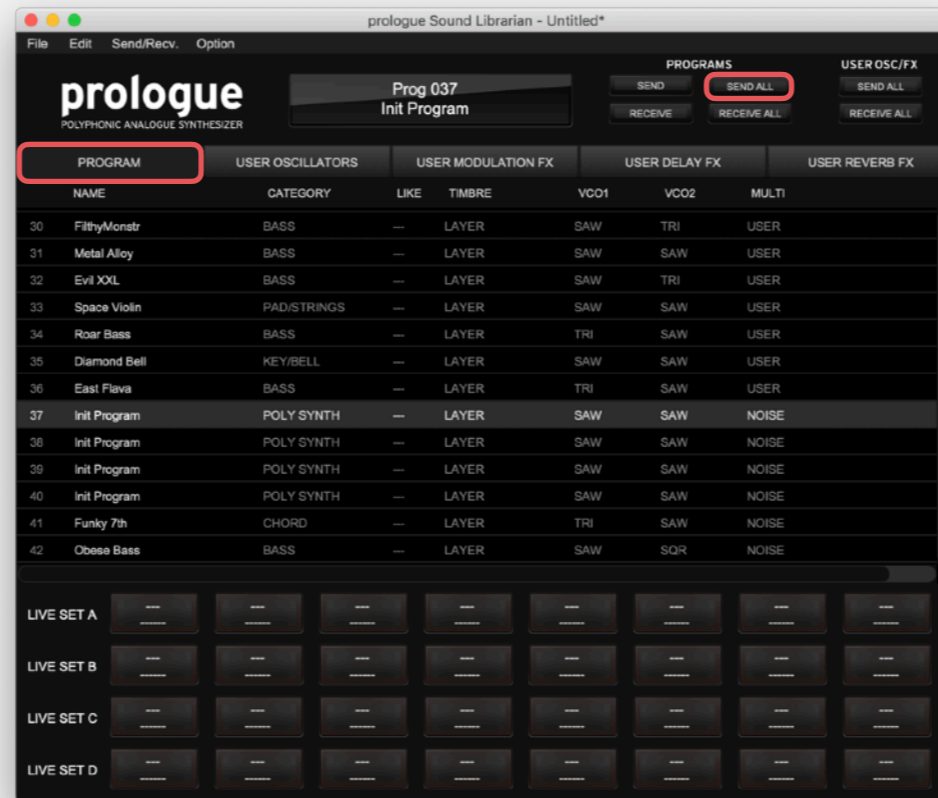 prologue Sound Librarian - Untitled*
File Edit Send/Recv. Option
PROGRAMS USER OSC/FX
prologue
POLYPHONIC ANALOGUE SYNTHESIZER
Prog 037
Init Program
SEND SEND ALL SEND ALL
RECEIVE RECEIVE ALL RECEIVE ALL
PROGRAM USER OSCILLATORS USER MODULATION FX USER DELAY FX USER REVERB FX
NAME CATEGORY LIKE TIMBRE VCO1 VCO2 MULTI
30 FilthyMonstr BASS --- LAYER SAW TRI USER
31 Metal Alloy BASS --- LAYER SAW SAW USER
32 Evil XXL BASS --- LAYER SAW TRI USER
33 Space Violin PAD/STRINGS --- LAYER SAW SAW USER
34 Roar Bass BASS --- LAYER TRI SAW USER
35 Diamond Bell KEY/BELL --- LAYER SAW SAW USER
36 East Flava BASS --- LAYER TRI SAW USER
37 Init Program POLY SYNTH --- LAYER SAW SAW NOISE
38 Init Program POLY SYNTH --- LAYER SAW SAW NOISE
39 Init Program POLY SYNTH --- LAYER SAW SAW NOISE
40 Init Program POLY SYNTH --- LAYER SAW SAW NOISE
41 Funky 7th CHORD --- LAYER TRI SAW NOISE
42 Obese Bass BASS --- LAYER SAW SQR NOISE
--- --- --- --- --- --- --- ---
LIVE SET A
------ ------ ------ ------ ------ ------ ------ ------
--- --- --- --- --- --- --- ---
LIVE SET B
------ ------ ------ ------ ------ ------ ------ ------
--- --- --- --- --- --- --- ---
LIVE SET C
------ ------ ------ ------ ------ ------ ------ ------
--- --- --- --- --- --- --- ---
LIVE SET D
------ ------ ------ ------ ------ ------ ------ ------